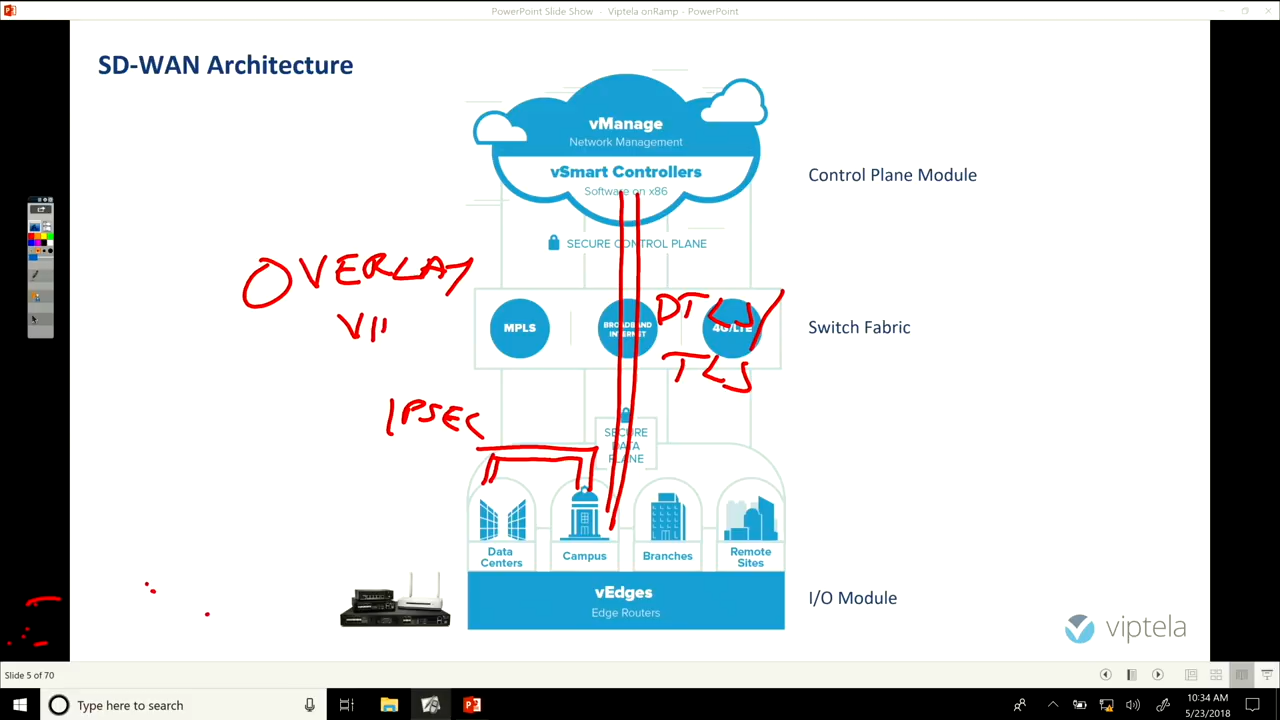 PowerPoint Slide Show - Viptela onRamp - PowerPoint
SD-WAN Architecture
vManage
Network Management
vSmart Controllers
Software on x86
Control Plane Module
SECURE CONTROL PLANE
OVERLAY
MPLS
BROADBAND
INTERNET
4G/LTE
DTLS/
TLS
Switch Fabric
IPSEC
SECURE
DATA
PLANE
Data
Centers
Campus
Branches
Remote
Sites
vEdges
Edge Routers
I/O Module
viptela
Slide 5 of 70
Type here to search
10:34 AM
5/23/2018